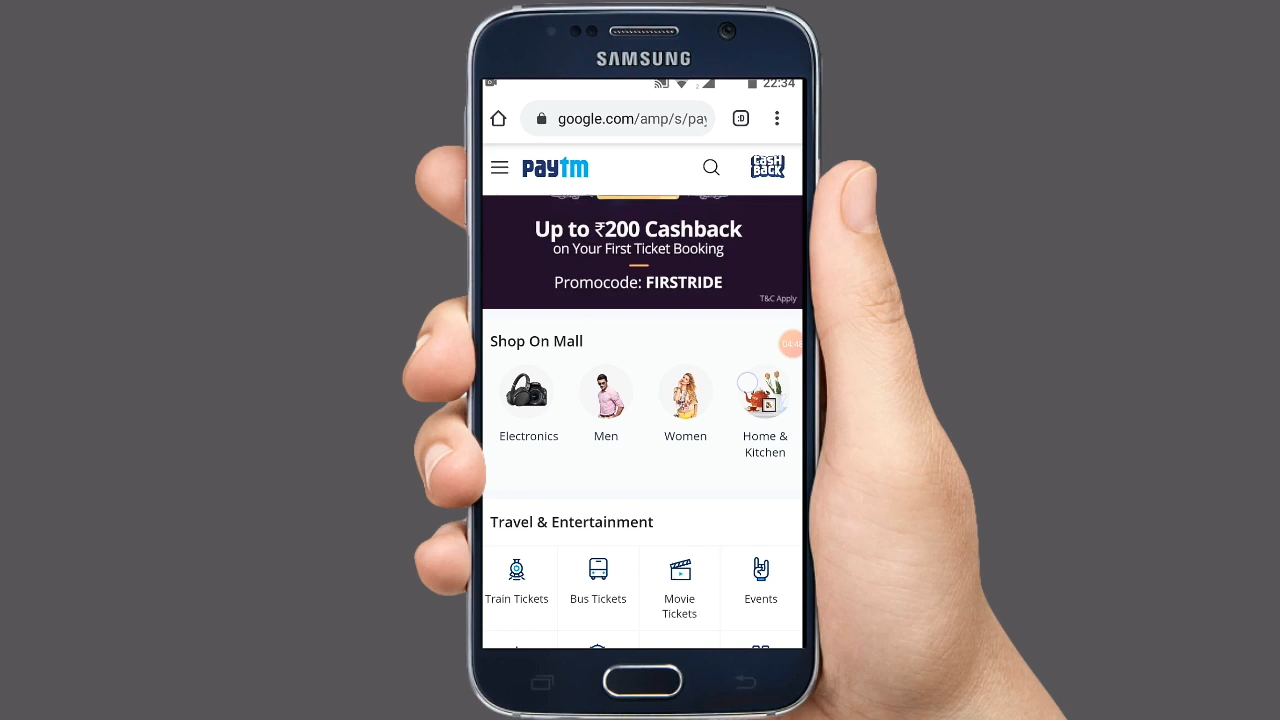 SAMSUNG
22:34
google.com/amp/s/pay
:D
paytm
CASH
BACK
Up to ₹200 Cashback
on Your First Ticket Booking
Promocode: FIRSTRIDE
T&C Apply
Shop On Mall
04:48
Electronics
Men
Women
Home &
Kitchen
Travel & Entertainment
Train Tickets
Bus Tickets
Movie
Tickets
Events